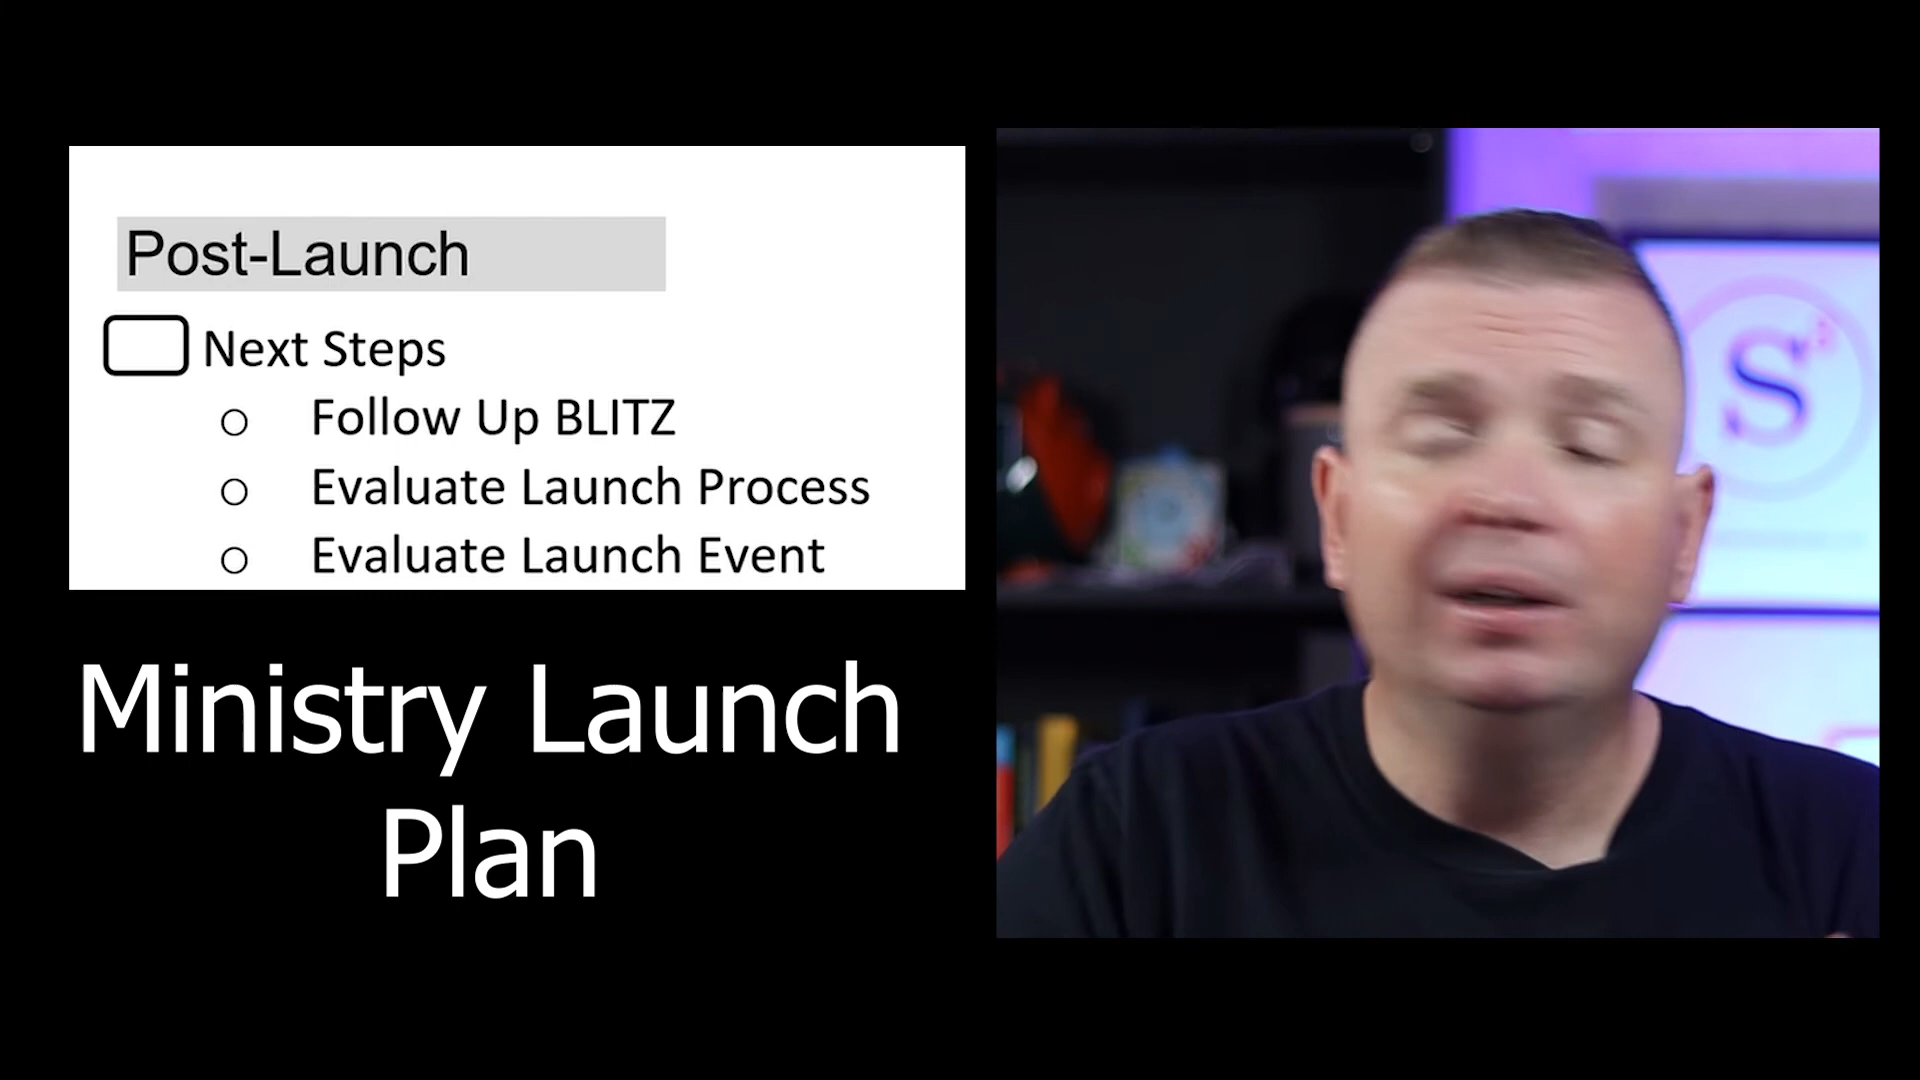 Post-Launch
Next Steps
Follow Up BLITZ
Evaluate Launch Process
Evaluate Launch Event
Ministry Launch
Plan
S